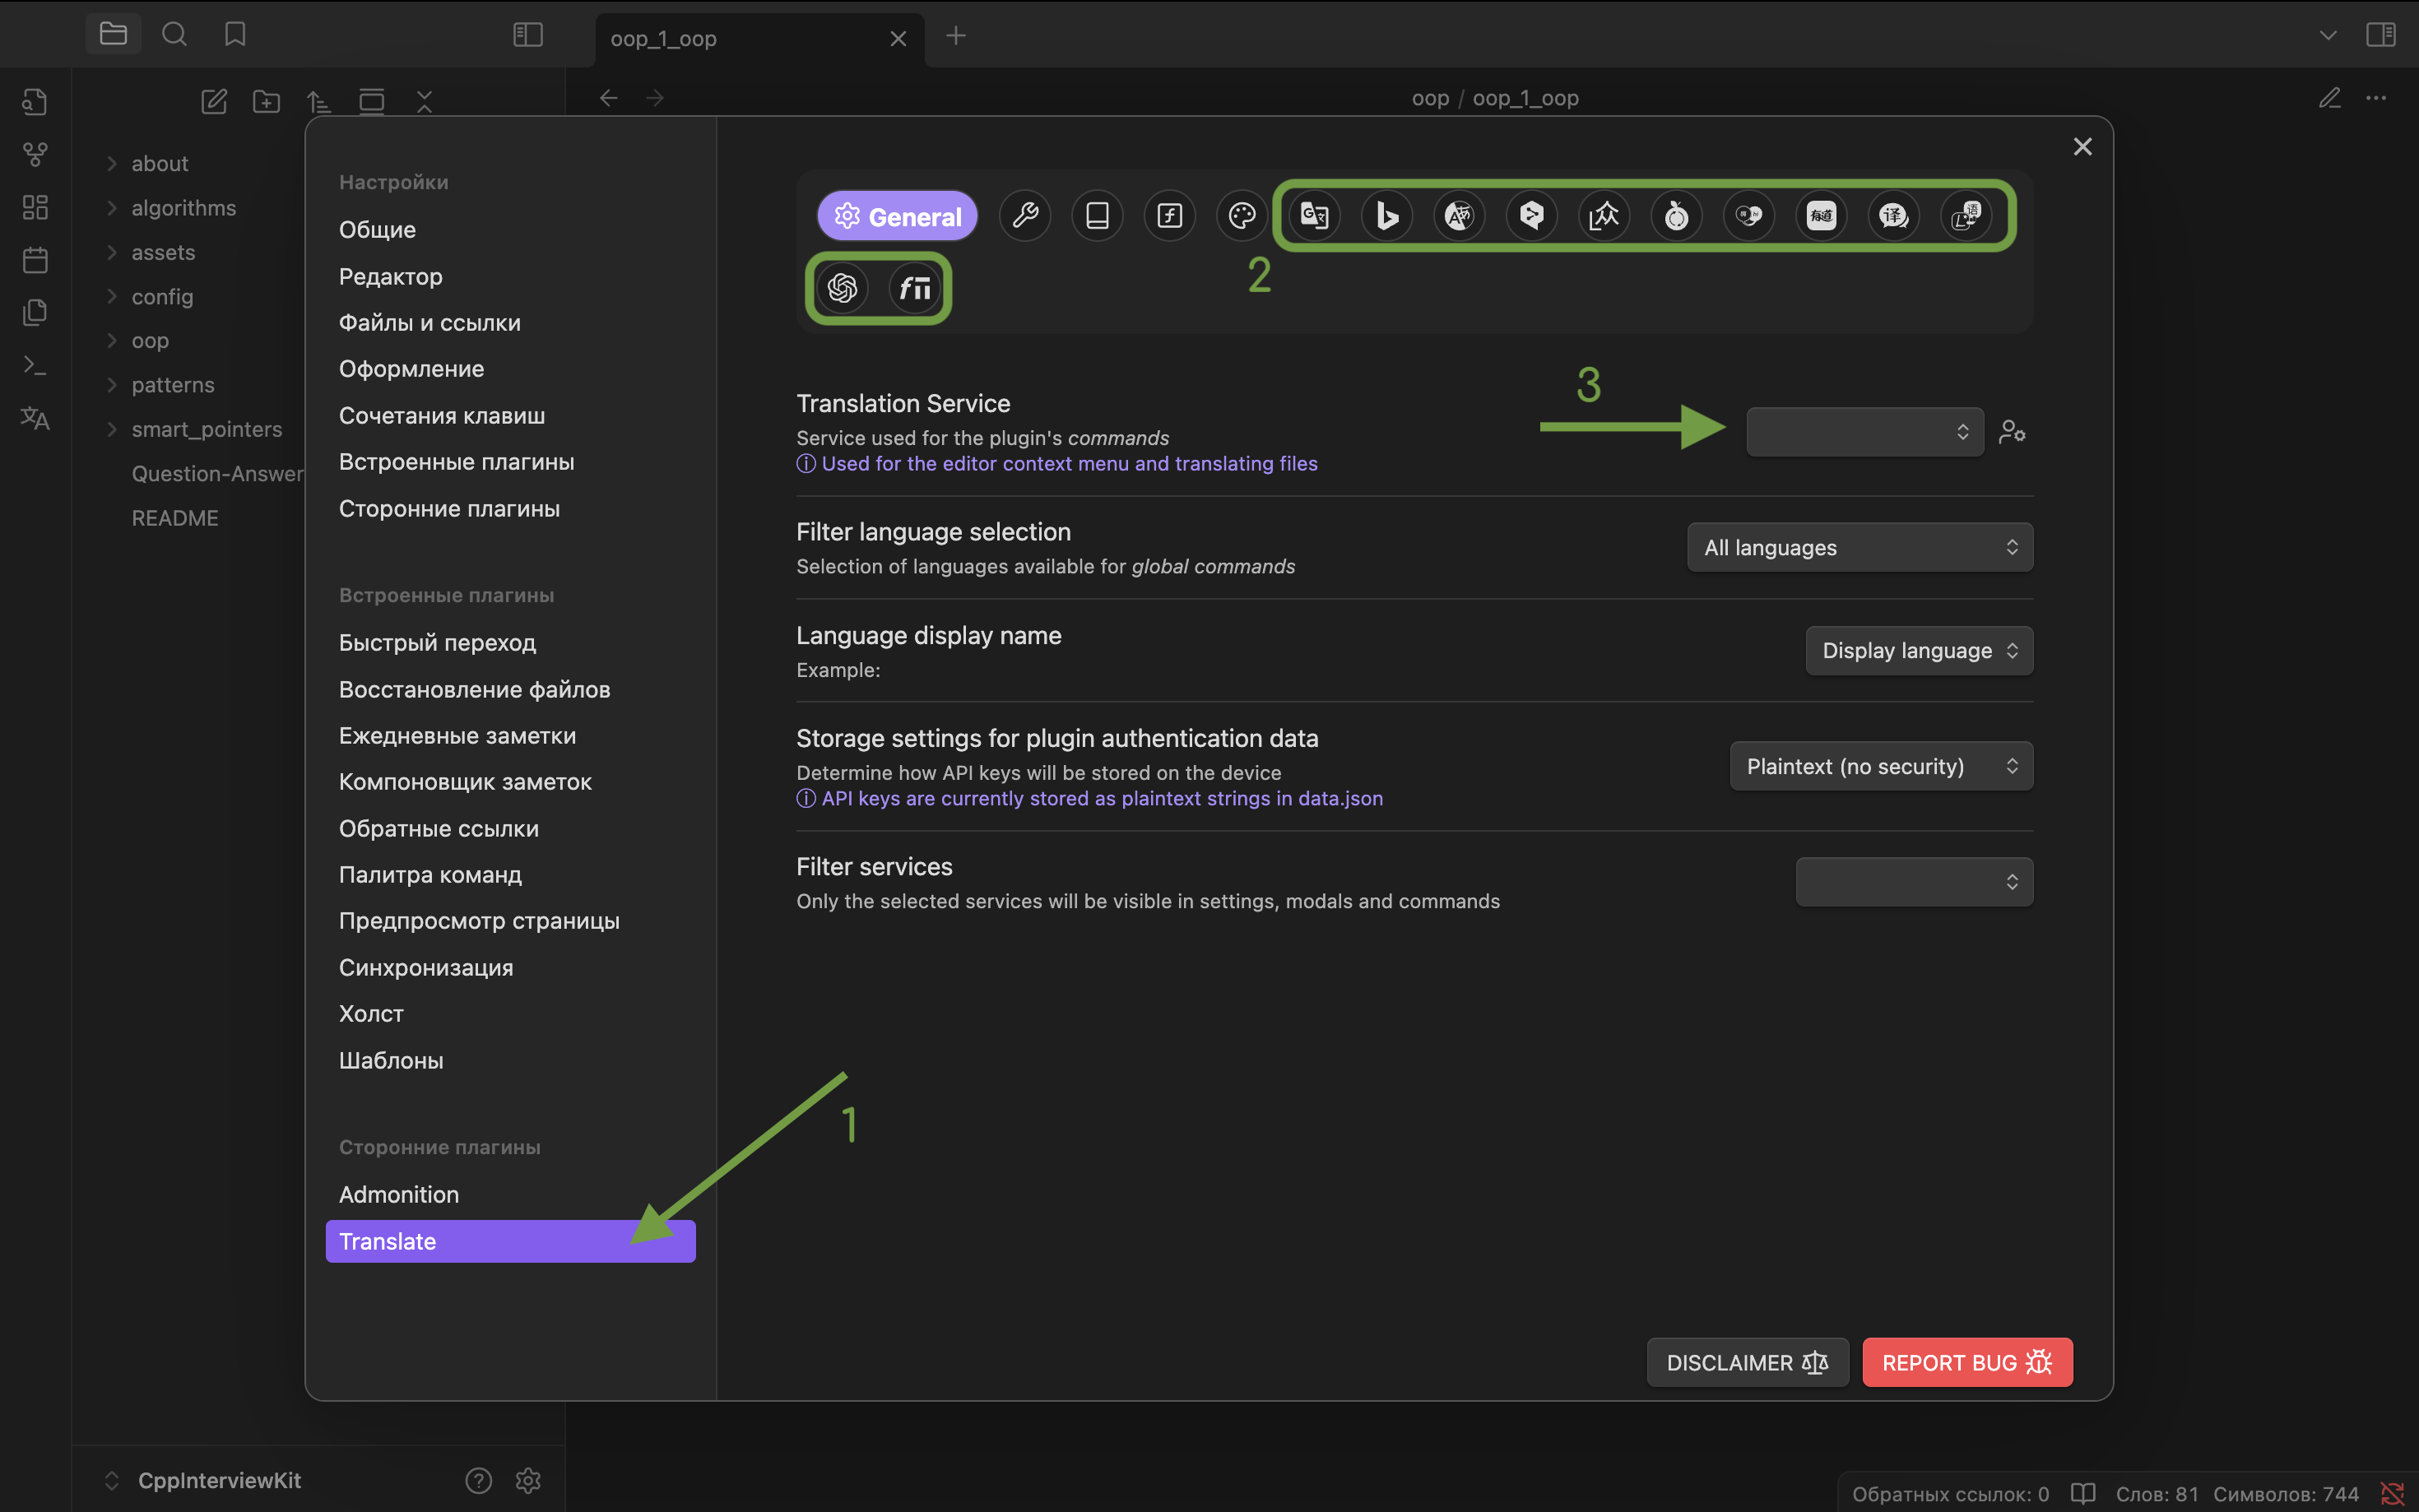 oop_1_oop
oop / oop_1_oop
about
algorithms
assets
config
oop
patterns
smart_pointers
Question-Answer
README
Настройки
Общие
Редактор
Файлы и ссылки
Оформление
Сочетания клавиш
Встроенные плагины
Сторонние плагины
Встроенные плагины
Быстрый переход
Восстановление файлов
Ежедневные заметки
Компоновщик заметок
Обратные ссылки
Палитра команд
Предпросмотр страницы
Синхронизация
Холст
Шаблоны
Сторонние плагины
Admonition
Translate
1
General
有道
译
语
2
3
Translation Service
Service used for the plugin's commands
Used for the editor context menu and translating files
Filter language selection
Selection of languages available for global commands
All languages
Language display name
Example:
Display language
Storage settings for plugin authentication data
Determine how API keys will be stored on the device
API keys are currently stored as plaintext strings in data.json
Plaintext (no security)
Filter services
Only the selected services will be visible in settings, modals and commands
DISCLAIMER
REPORT BUG
CppInterviewKit
Обратных ссылок: 0
Слов: 81
Символов: 744